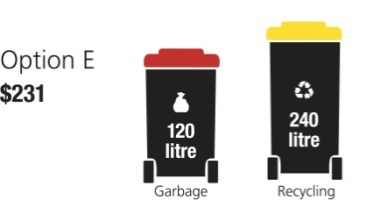 Option E
$231
120
litre
240
litre
Garbage
Recycling